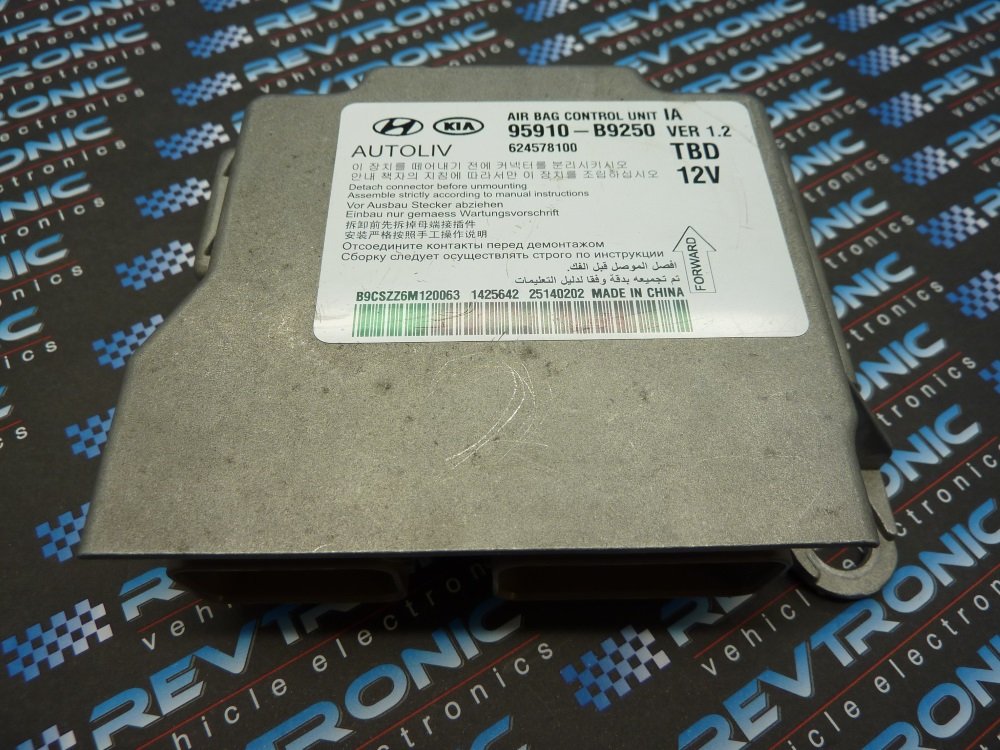 KIA
AIR BAG CONTROL UNIT IA
95910-B9250 VER 1.2
AUTOLIV
624578100
TBD
12V
이 장치를 떼어내기 전에 커넥터를 분리시키시오
안내 책자의 지침에 따라서만 이 장치를 조립하십시오
Detach connector before unmounting
Assemble strictly according to manual instructions
Vor Ausbau Stecker abziehen
Einbau nur gemaess Wartungsvorschrift
拆卸前先拆掉母端接插件
安装严格按照手工操作说明
Отсоедините контакты перед демонтажом
Сборку следует осуществлять строго по инструкции
افصل الموصل قبل الفك.
تم تجميعه بدقة وفقا لدليل التعليمات
FORWARD
B9CSZZ6M120063 1425642 25140202 MADE IN CHINA
REVTRONIC
vehicle electronics